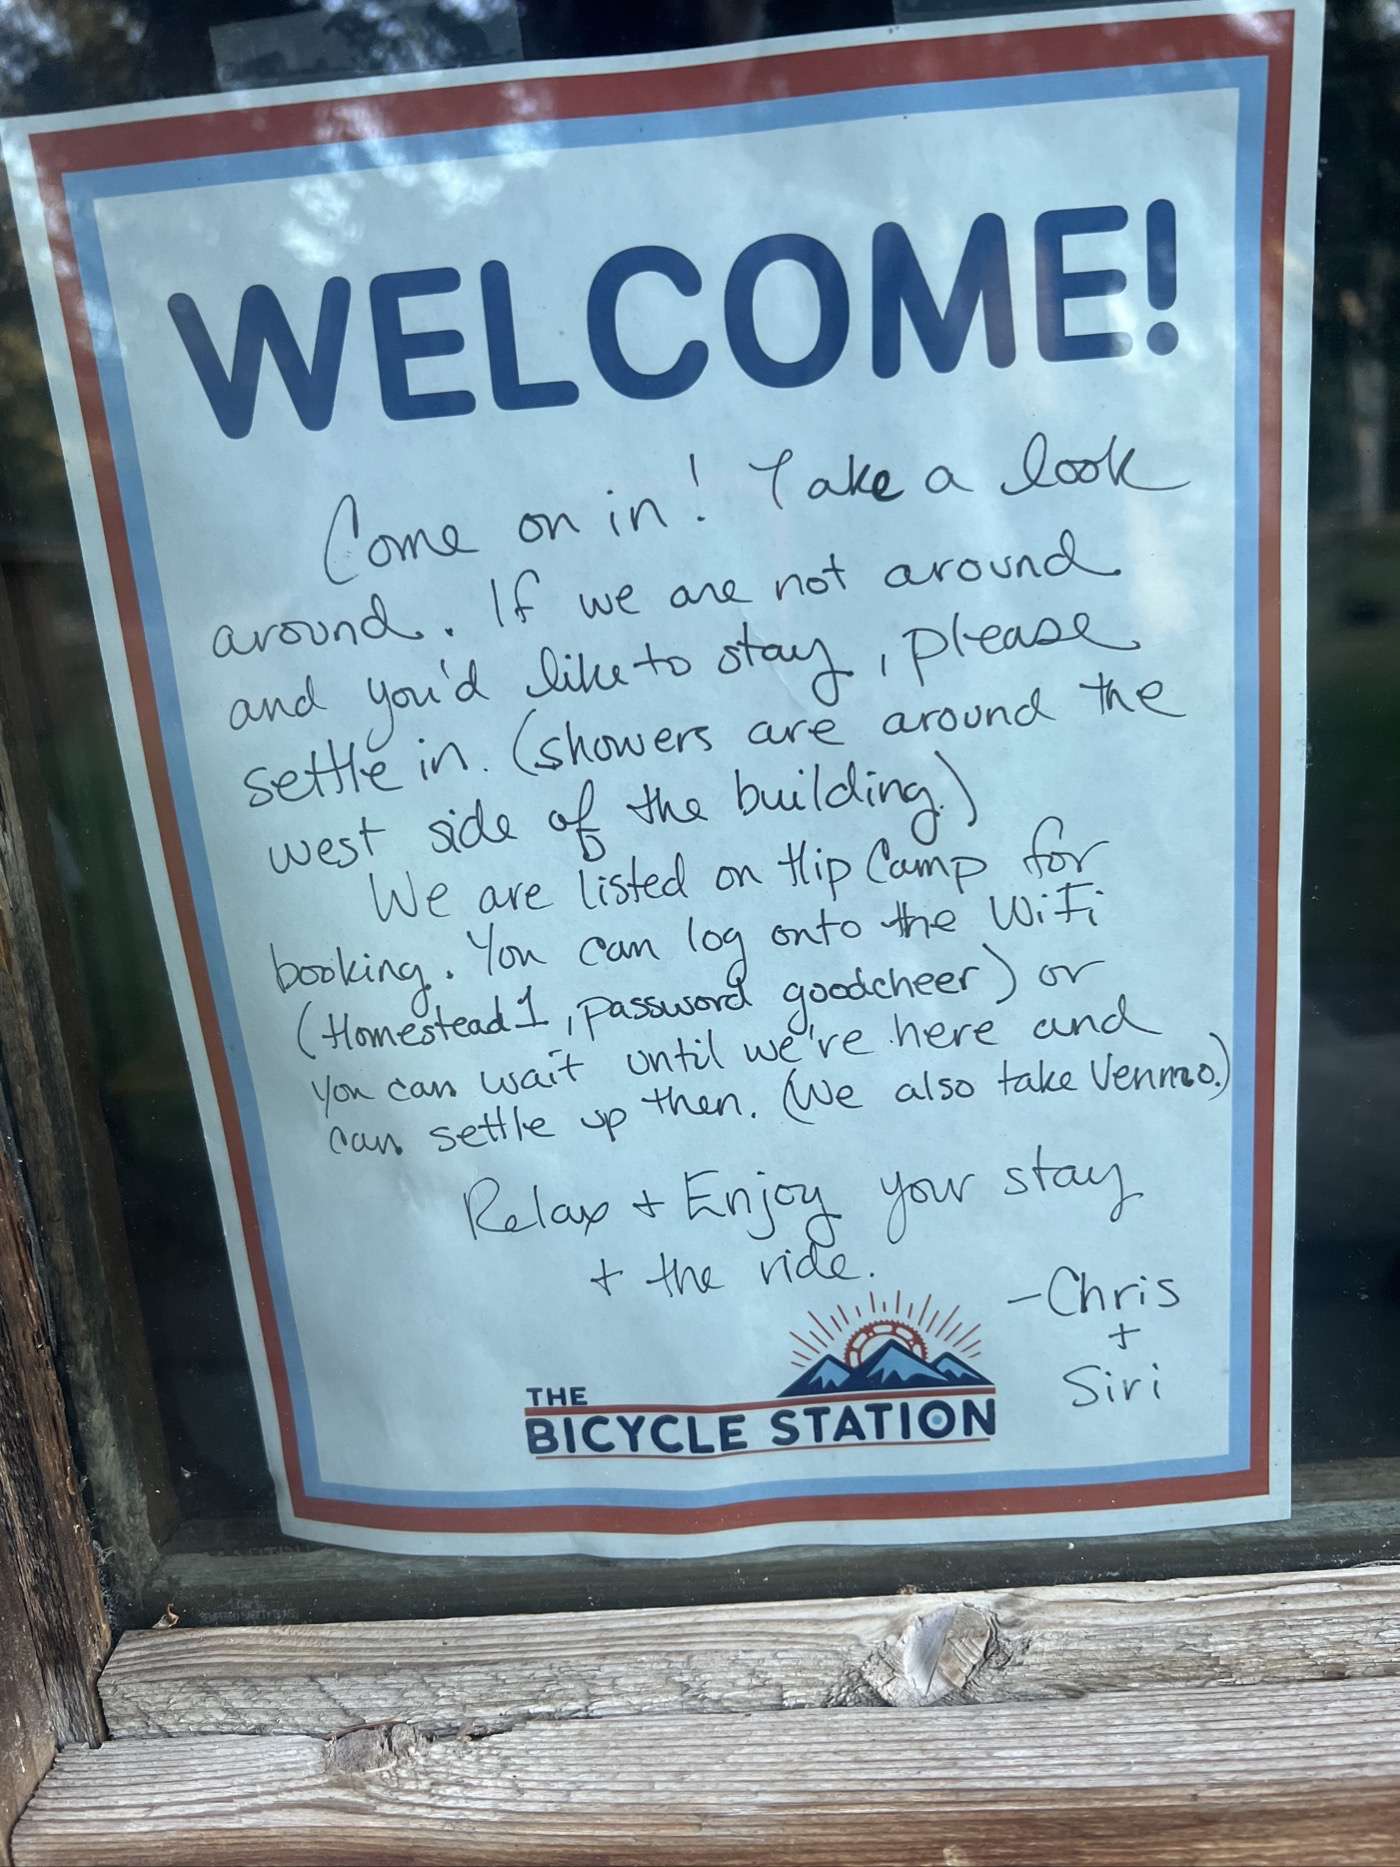 WELCOME!
Come on in! Take a look
around. If we are not around
and you'd like to stay, please
settle in. (showers are around the
west side of the building.)
We are listed on Hip Camp for
booking. You can log onto the WiFi
(Homestead1, password goodcheer) or
you can wait until we're here and
can settle up then. (We also take Venmo.)
Relax + Enjoy your stay
+ the ride.
-Chris
+
Siri
THE
BICYCLE STATION